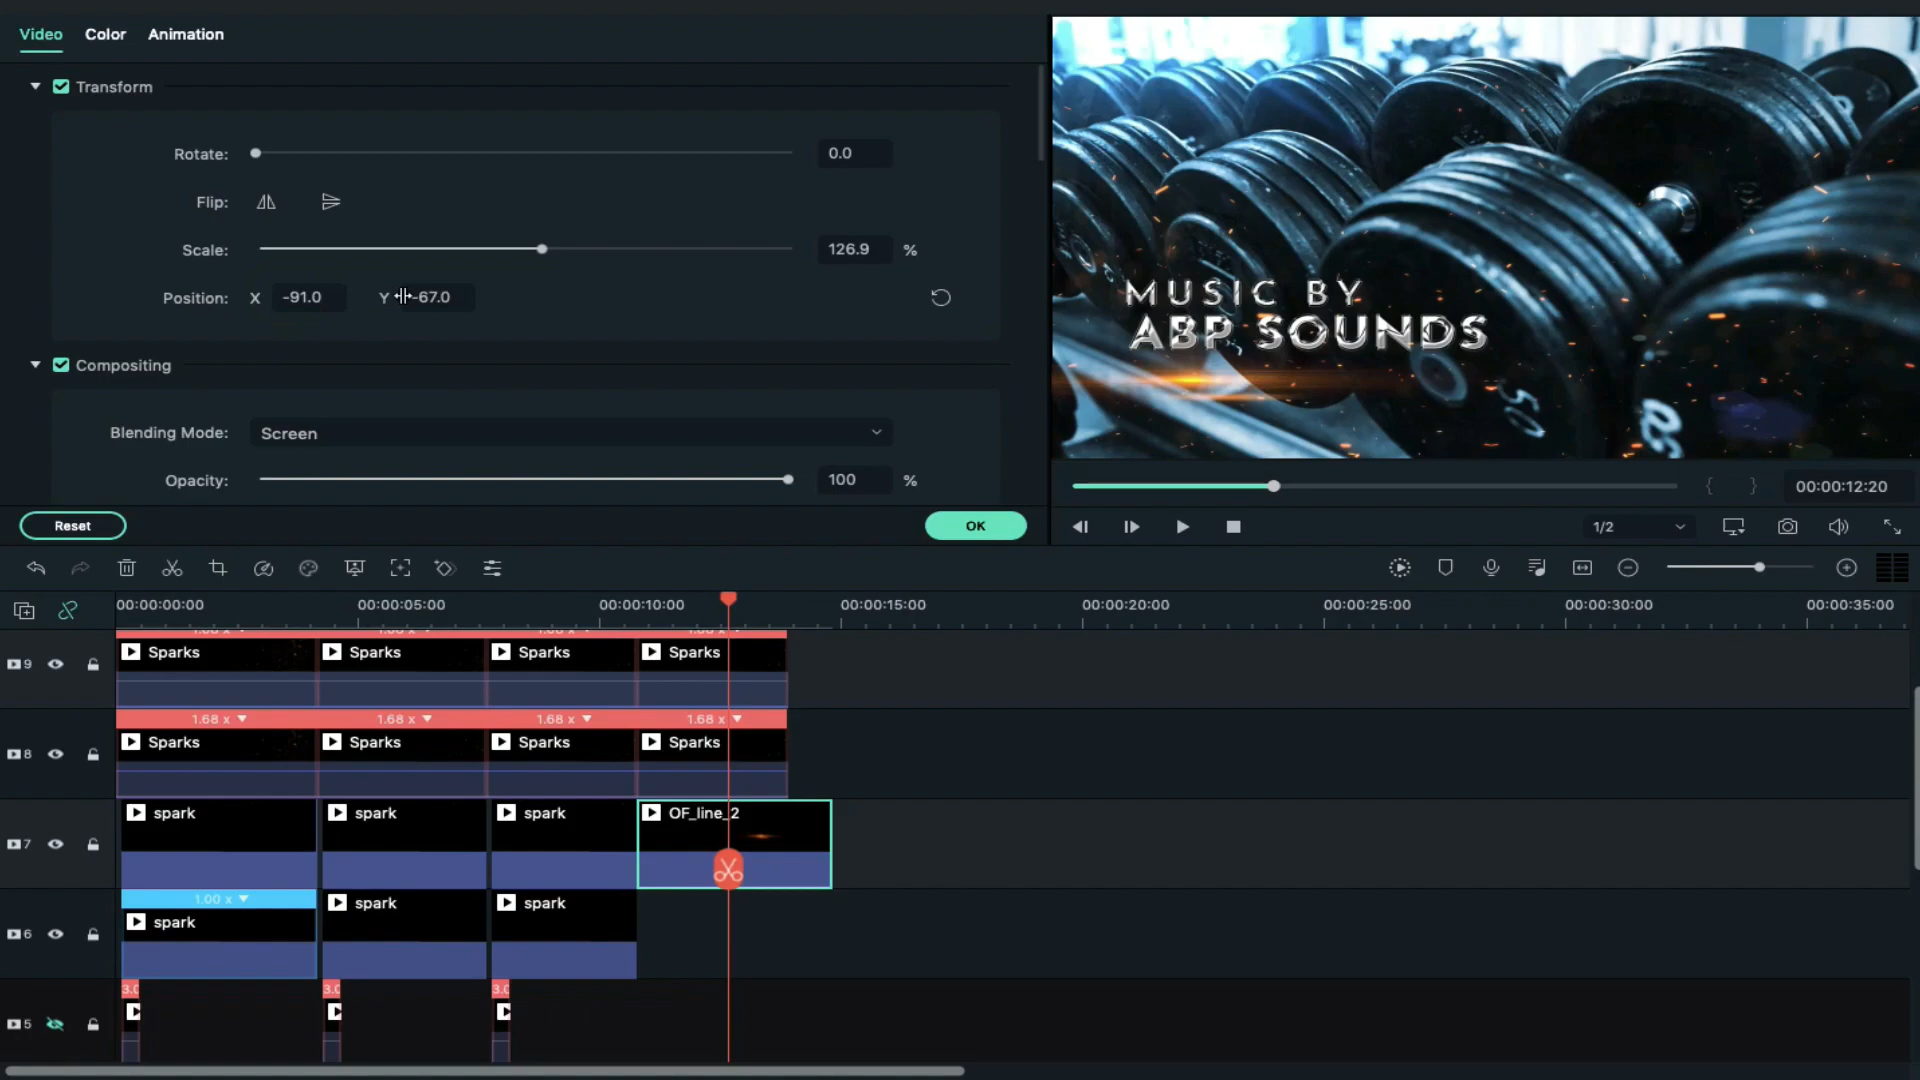 Video Color Animation
Transform
Rotate: 0.0
Flip:
Scale: 126.9 %
Position: X -91.0 Y -67.0
Compositing
Blending Mode: Screen
Opacity: 100 %
Reset OK
MUSIC BY
ABP SOUNDS
50
00:00:12:20
1/2
00:00:00:00 00:00:05:00 00:00:10:00 00:00:15:00 00:00:20:00 00:00:25:00 00:00:30:00 00:00:35:00
9 Sparks Sparks Sparks Sparks
1.68 x 1.68 x 1.68 x 1.68 x
8 Sparks Sparks Sparks Sparks
7 spark spark spark OF_line_2
1.00 x
6 spark spark spark
3.0 3.0 3.0
5